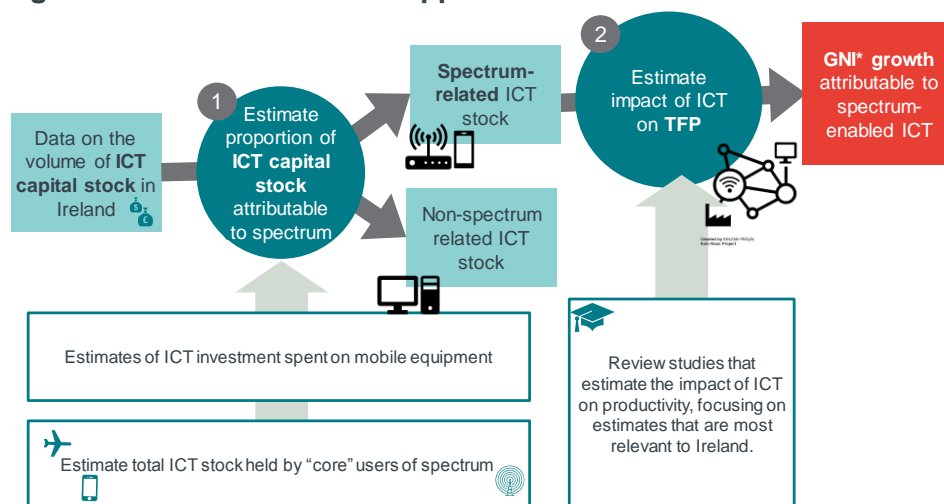 2
1
Data on the
volume of ICT
capital stock in
Ireland
$
£
Estimate
proportion of
ICT capital
stock
attributable
to spectrum
Spectrum-
related ICT
stock
Non-spectrum
related ICT
stock
Estimate
impact of ICT
on TFP
GNI* growth
attributable to
spectrum-
enabled ICT
Estimates of ICT investment spent on mobile equipment
Estimate total ICT stock held by “core” users of spectrum
Review studies that
estimate the impact of ICT
on productivity, focusing on
estimates that are most
relevant to Ireland.